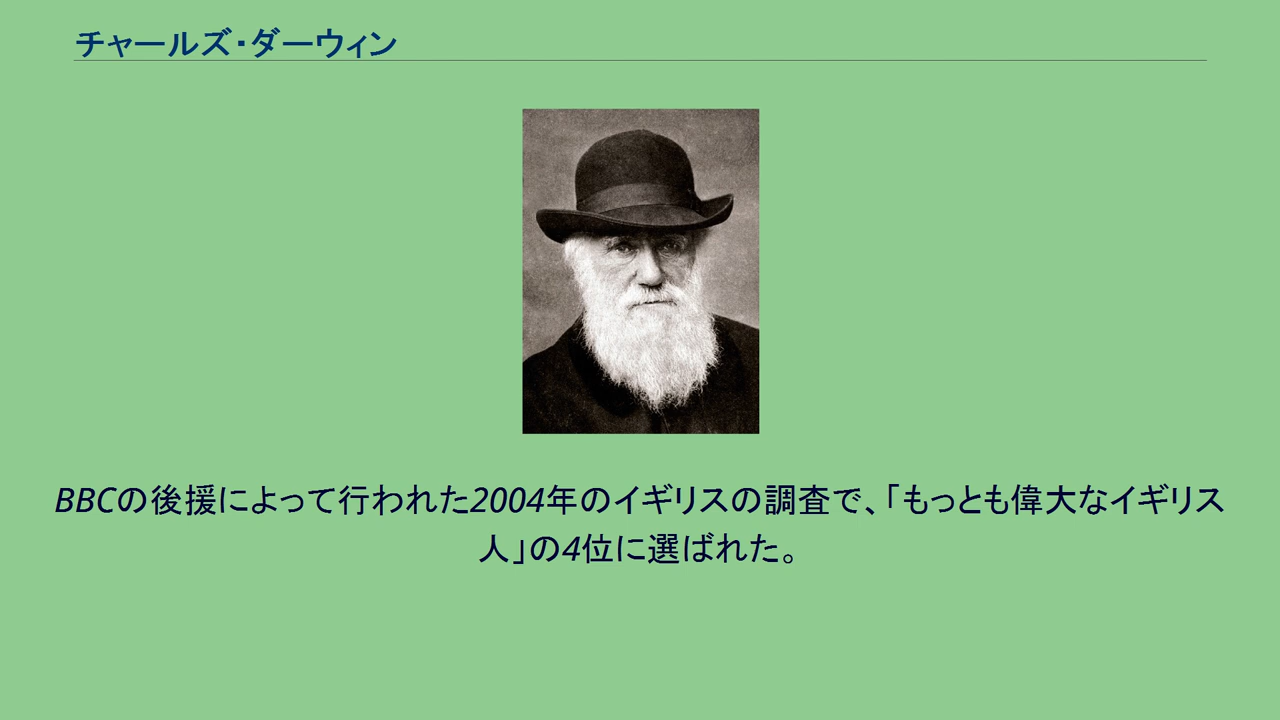 チャールズ・ダーウィン
BBCの後援によって行われた2004年のイギリスの調査で、「もっとも偉大なイギリス
人」の4位に選ばれた。